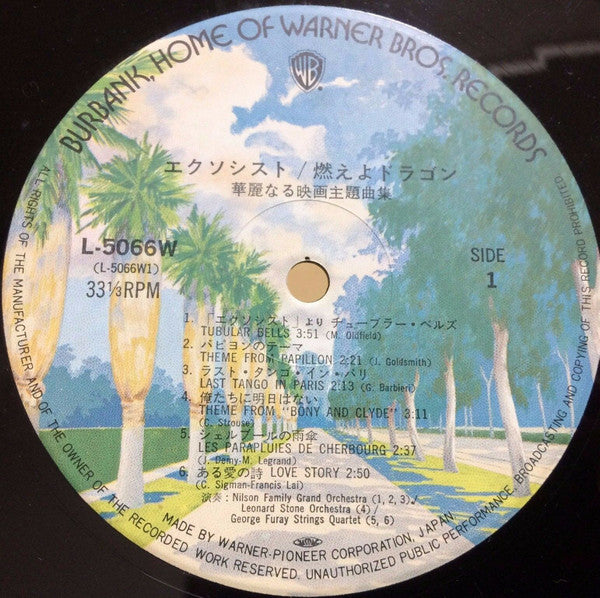 BURBANK, HOME OF WARNER BROS. RECORDS
WB
エクソシスト/燃えよドラゴン
華麗なる映画主題曲集
L-5066W
(L-5066W1)
33⅓RPM
SIDE
1
1. 「エクソシスト」より チューブラー・ベルズ
TUBULAR BELLS 3:51 (M. Oldfield)
2. パピヨンのテーマ
THEME FROM PAPILLON 2:21 (J. Goldsmith)
3. ラスト・タンゴ・イン・パリ
LAST TANGO IN PARIS 2:13 (G. Barbieri)
4. 俺たちに明日はない
THEME FROM "BONY AND CLYDE" 3:11
(C. Strouse)
5. シェルブールの雨傘
LES PARAPLUIES DE CHERBOURG 2:37
(J. Demy-M. Legrand)
6. ある愛の詩 LOVE STORY 2:50
(C. Sigman-Francis Lai)
演奏：Nilson Family Grand Orchestra (1, 2, 3)/
Leonard Stone Orchestra (4)/
George Furay Strings Quartet (5, 6)
MADE BY WARNER-PIONEER CORPORATION, JAPAN
ALL RIGHTS OF THE MANUFACTURER AND OF THE OWNER OF THE RECORDED WORK RESERVED. UNAUTHORIZED PUBLIC PERFORMANCE, BROADCASTING AND COPYING OF THIS RECORD PROHIBITED.